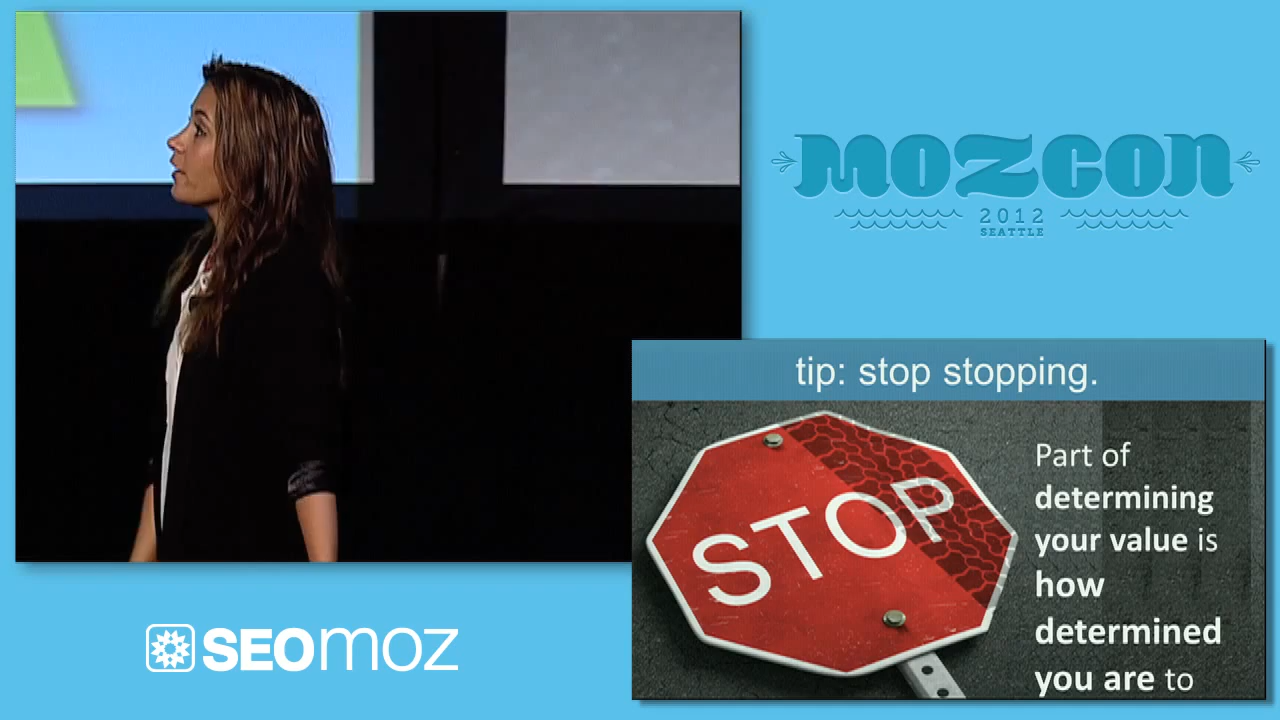 MOZCON
2012
SEATTLE
tip: stop stopping.
STOP
Part of
determining
your value is
how
determined
you are to
SEOmoz